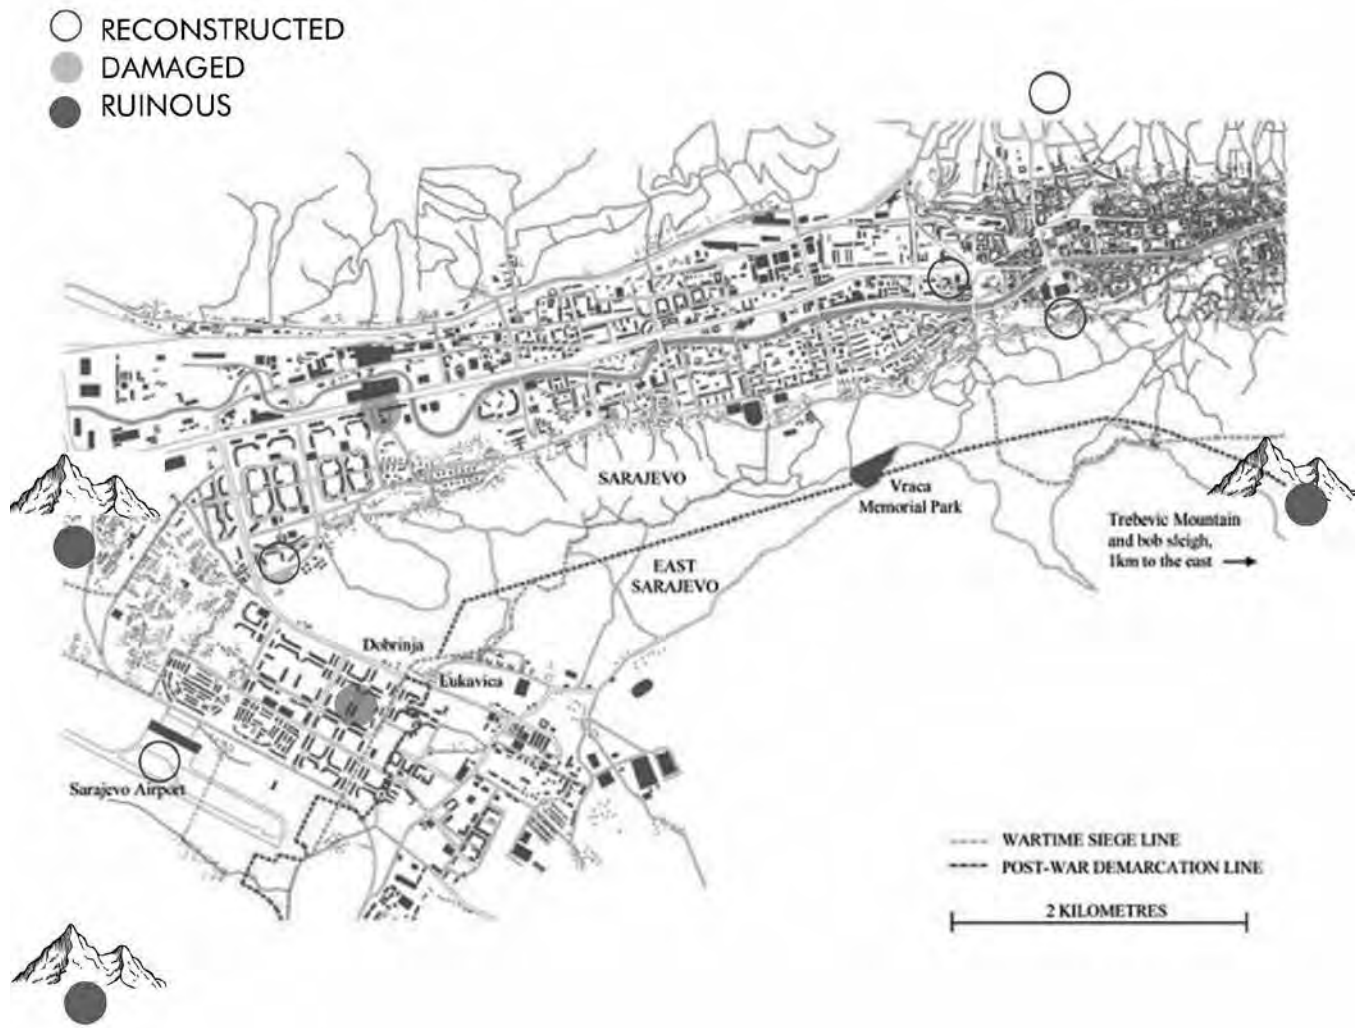 RECONSTRUCTED
DAMAGED
RUINOUS
SARAJEVO
Vraca
Memorial Park
Trebevic Mountain
and bob sleigh,
1km to the east
EAST
SARAJEVO
Dobrinja
Lukavica
Sarajevo Airport
WARTIME SIEGE LINE
POST-WAR DEMARCATION LINE
2 KILOMETRES